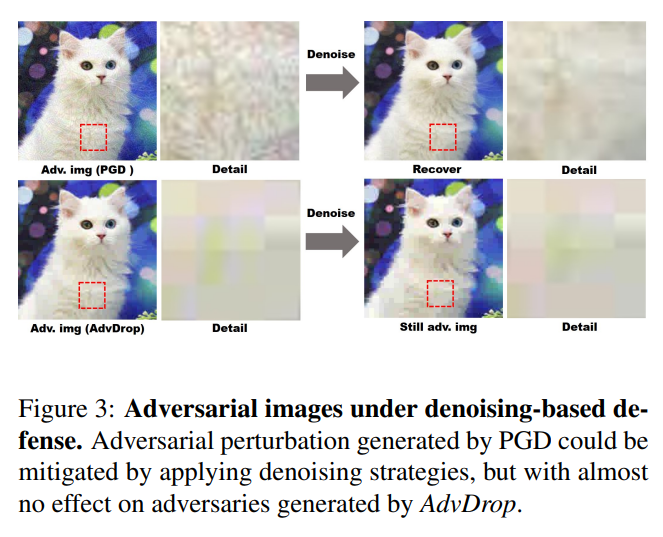 Denoise
Adv. img (PGD )
Detail
Recover
Detail
Denoise
Adv. img (AdvDrop)
Detail
Still adv. img
Detail
Figure 3: Adversarial images under denoising-based de-
fense. Adversarial perturbation generated by PGD could be
mitigated by applying denoising strategies, but with almost
no effect on adversaries generated by AdvDrop.